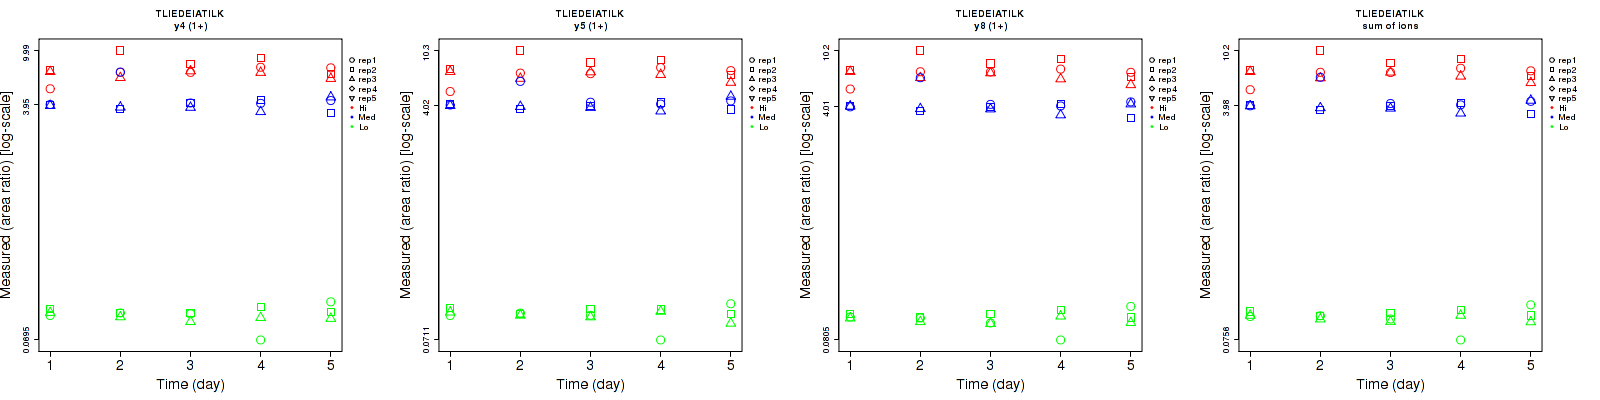 TLIEDEIATILK
y4 (1+)
9.99
3.95
0.0695
Measured (area ratio) [log-scale]
1 2 3 4 5
Time (day)
rep1
rep2
rep3
rep4
rep5
Hi
Med
Lo
TLIEDEIATILK
y5 (1+)
10.3
4.02
0.0711
Measured (area ratio) [log-scale]
1 2 3 4 5
Time (day)
rep1
rep2
rep3
rep4
rep5
Hi
Med
Lo
TLIEDEIATILK
y8 (1+)
10.2
4.01
Measured (area ratio) [log-scale]
1 2 3 4 5
Time (day)
rep1
rep2
rep3
rep4
rep5
Hi
Med
Lo
TLIEDEIATILK
sum of ions
10.2
3.98
0.0756
Measured (area ratio) [log-scale]
1 2 3 4 5
Time (day)
rep1
rep2
rep3
rep4
rep5
Hi
Med
Lo